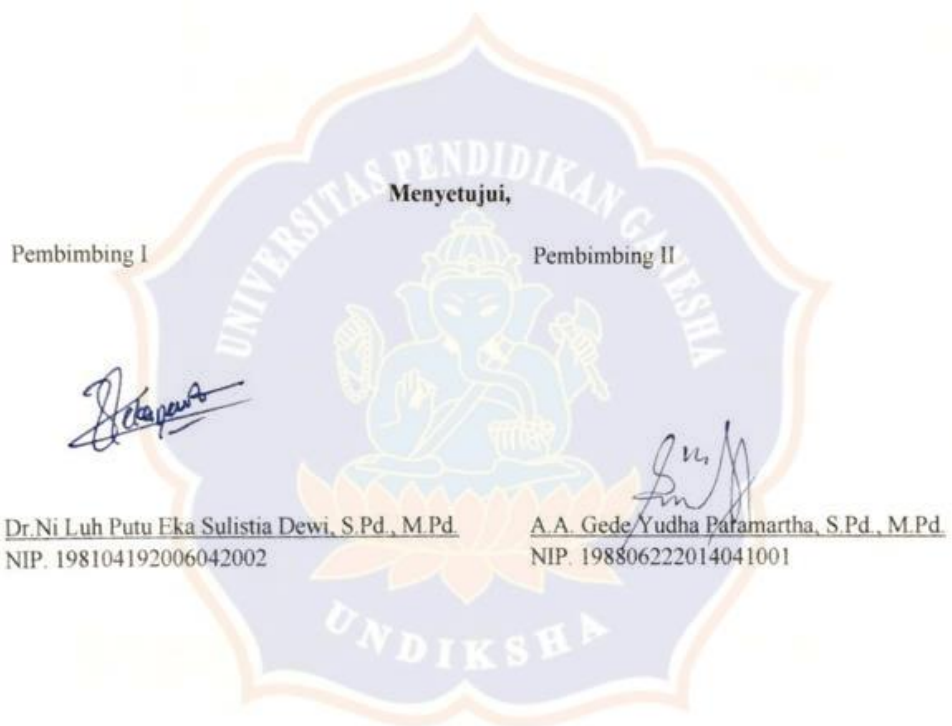 UNIVERSITAS PENDIDIKAN GANESHA
Menyetujui,
Pembimbing I
Pembimbing II
Dr.Ni Luh Putu Eka Sulistia Dewi, S.Pd., M.Pd.
NIP. 198104192006042002
A.A. Gede Yudha Paramartha, S.Pd., M.Pd.
NIP. 198806222014041001
UNDIKSHA